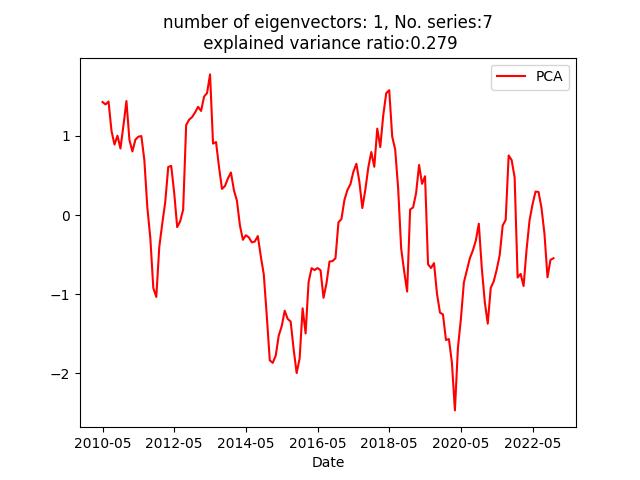 number of eigenvectors: 1, No. series:7
explained variance ratio:0.279
PCA
1
0
−1
−2
2010-05 2012-05 2014-05 2016-05 2018-05 2020-05 2022-05
Date